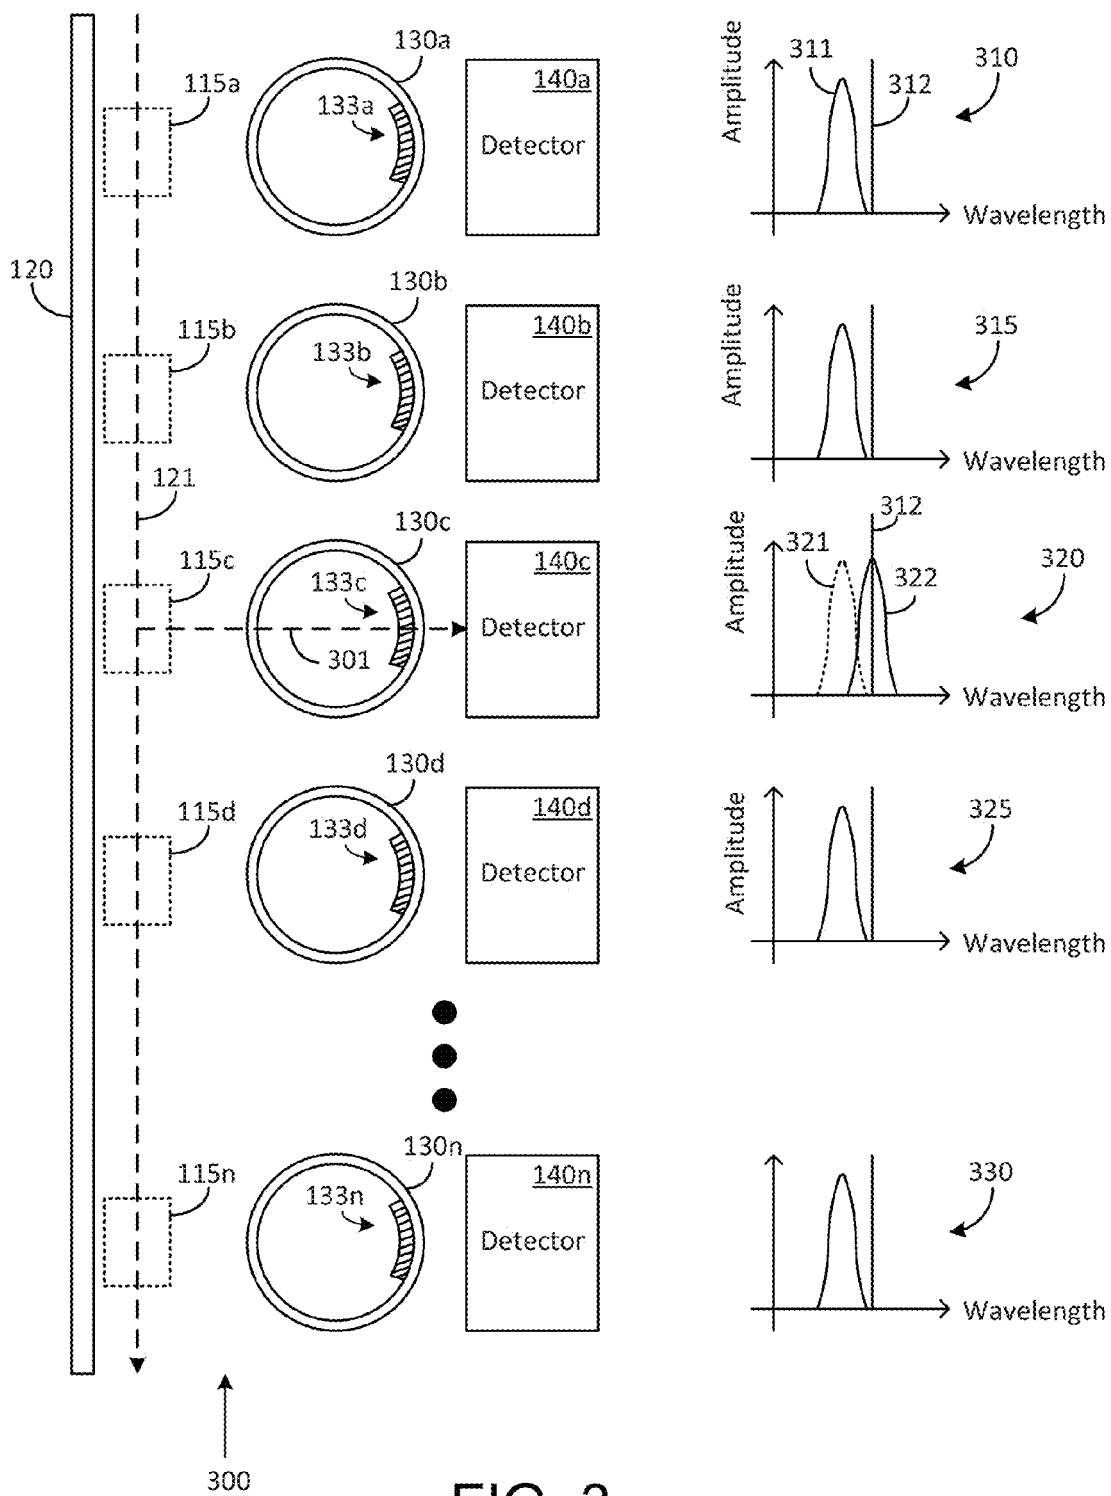 130a
115a
133a
140a
Detector
Amplitude
311
312
310
Wavelength
120
130b
115b
133b
140b
Detector
Amplitude
315
Wavelength
121
130c
115c
133c
301
140c
Detector
Amplitude
321
312
322
320
Wavelength
130d
115d
133d
140d
Detector
Amplitude
325
Wavelength
130n
115n
133n
140n
Detector
330
Wavelength
300